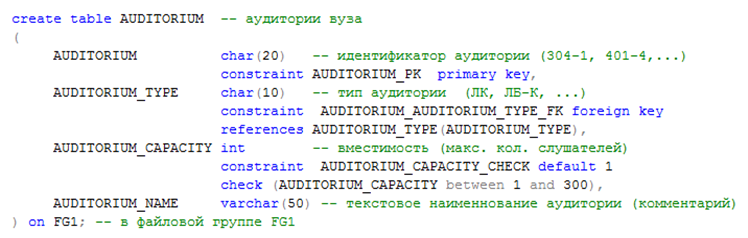 create table AUDITORIUM -- аудитории вуза
(
AUDITORIUM char(20) -- идентификатор аудитории (304-1, 401-4,...)
constraint AUDITORIUM_PK primary key,
AUDITORIUM_TYPE char(10) -- тип аудитории (ЛК, ЛБ-К, ...)
constraint AUDITORIUM_AUDITORIUM_TYPE_FK foreign key
references AUDITORIUM_TYPE(AUDITORIUM_TYPE),
AUDITORIUM_CAPACITY int -- вместимость (макс. кол. слушателей)
constraint AUDITORIUM_CAPACITY_CHECK default 1
check (AUDITORIUM_CAPACITY between 1 and 300),
AUDITORIUM_NAME varchar(50) -- текстовое наименнование аудитории (комментарий)
) on FG1; -- в файловой группе FG1